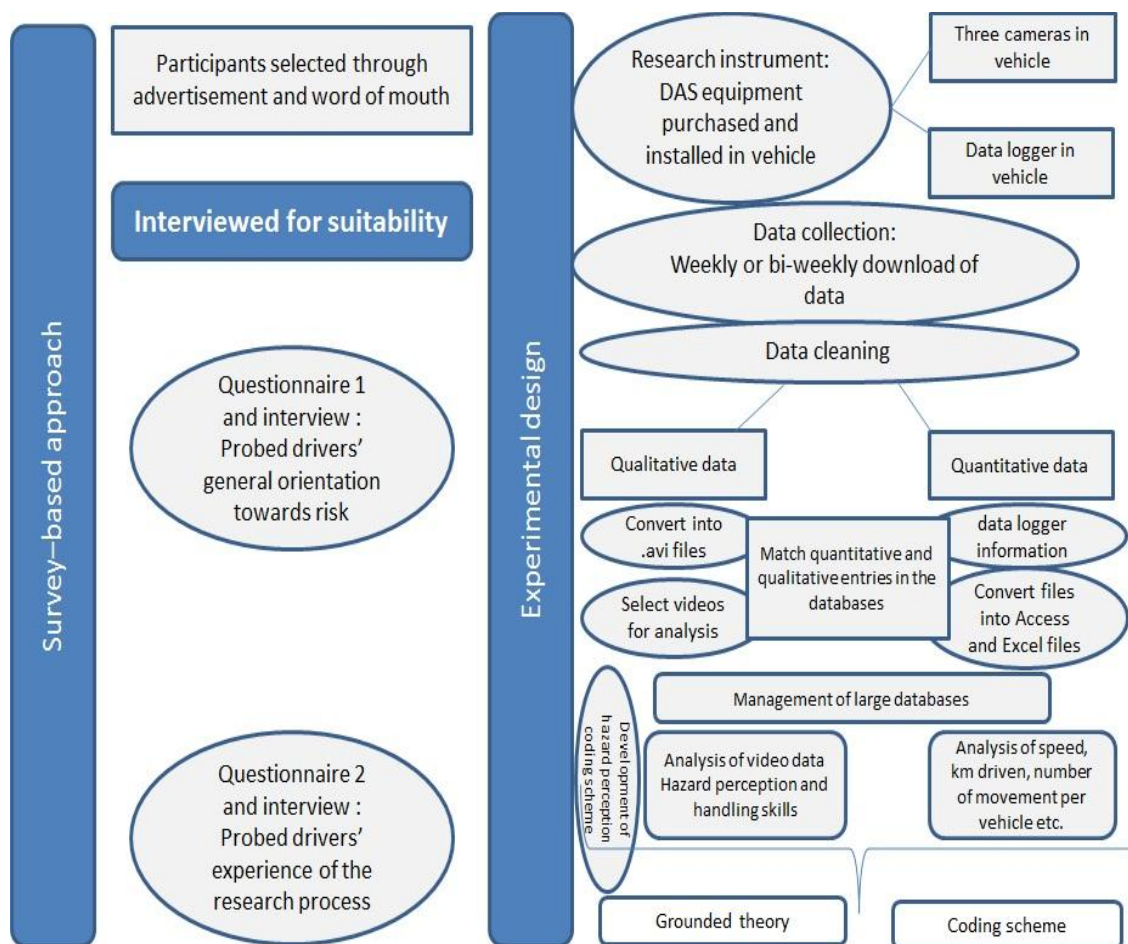 Survey–based approach
Participants selected through
advertisement and word of mouth
Interviewed for suitability
Questionnaire 1
and interview :
Probed drivers'
general orientation
towards risk
Questionnaire 2
and interview :
Probed drivers'
experience of the
research process
Experimental design
Research instrument:
DAS equipment
purchased and
installed in vehicle
Three cameras in
vehicle
Data logger in
vehicle
Data collection:
Weekly or bi-weekly download of
data
Data cleaning
Qualitative data
Quantitative data
Convert into
.avi files
Select videos
for analysis
Match quantitative and
qualitative entries in the
databases
data logger
information
Convert files
into Access
and Excel files
Management of large databases
Development of
hazard perception
coding scheme
Analysis of video data
Hazard perception and
handling skills
Analysis of speed,
km driven, number
of movement per
vehicle etc.
Grounded theory
Coding scheme